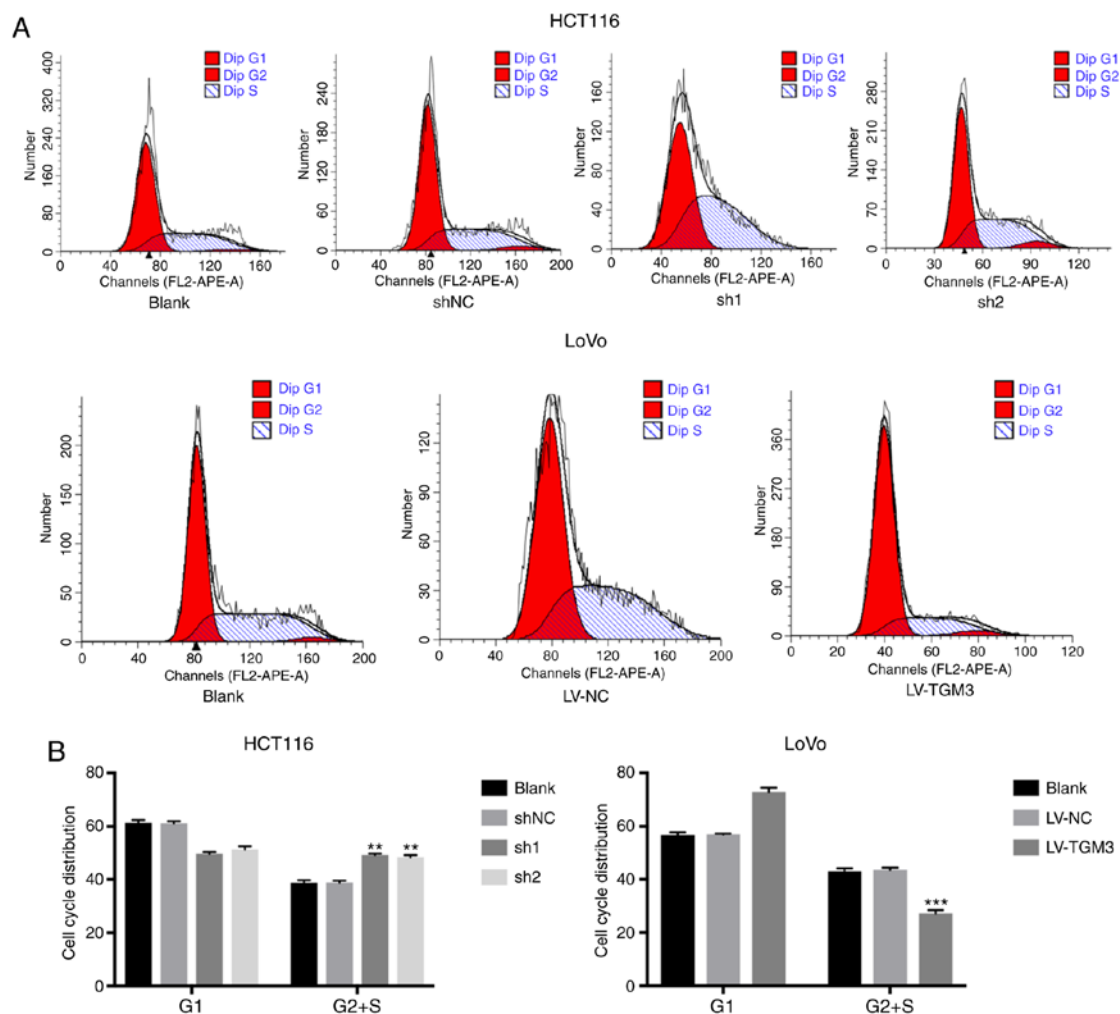 A
HCT116
Dip G1
Dip G2
Dip S
Number
400
320
240
160
80
0
0 40 80 120 160
Channels (FL2-APE-A)
Blank
Dip G1
Dip G2
Dip S
Number
240
180
120
60
0
0 40 80 120 160 200
Channels (FL2-APE-A)
shNC
Dip G1
Dip G2
Dip S
Number
160
120
80
40
0
0 40 80 120 160
Channels (FL2-APE-A)
sh1
Dip G1
Dip G2
Dip S
Number
280
210
140
70
0
0 30 60 90 120
Channels (FL2-APE-A)
sh2
LoVo
Dip G1
Dip G2
Dip S
Number
200
150
100
50
0
0 40 80 120 160 200
Channels (FL2-APE-A)
Blank
Dip G1
Dip G2
Dip S
Number
120
90
60
30
0
0 40 80 120 160 200
Channels (FL2-APE-A)
LV-NC
Dip G1
Dip G2
Dip S
Number
360
270
180
90
0
0 20 40 60 80 100 120
Channels (FL2-APE-A)
LV-TGM3
B
HCT116
Cell cycle distribution
80
60
40
20
0
** **
G1 G2+S
Blank
shNC
sh1
sh2
LoVo
Cell cycle distribution
80
60
40
20
0
***
G1 G2+S
Blank
LV-NC
LV-TGM3